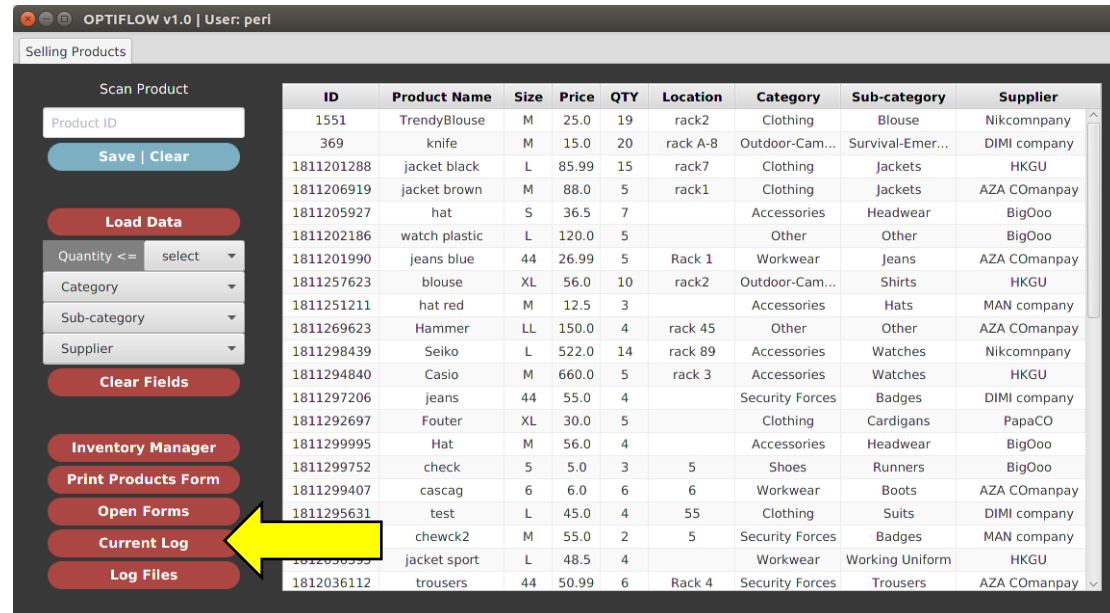 OPTIFLOW v1.0 | User: peri
Selling Products
Scan Product
Product ID
Save | Clear
Load Data
Quantity <= select
Category
Sub-category
Supplier
Clear Fields
Inventory Manager
Print Products Form
Open Forms
Current Log
Log Files
ID Product Name Size Price QTY Location Category Sub-category Supplier
1551 TrendyBlouse M 25.0 19 rack2 Clothing Blouse Nikcomnpany
369 knife M 15.0 20 rack A-8 Outdoor-Cam... Survival-Emer... DIMI company
1811201288 jacket black L 85.99 15 rack7 Clothing Jackets HKGU
1811206919 jacket brown M 88.0 5 rack1 Clothing Jackets AZA COmanpay
1811205927 hat S 36.5 7 Accessories Headwear BigOoo
1811202186 watch plastic L 120.0 5 Other Other BigOoo
1811201990 jeans blue 44 26.99 5 Rack 1 Workwear Jeans AZA COmanpay
1811257623 blouse XL 56.0 10 rack2 Outdoor-Cam... Shirts HKGU
1811251211 hat red M 12.5 3 Accessories Hats MAN company
1811269623 Hammer LL 150.0 4 rack 45 Other Other AZA COmanpay
1811298439 Seiko L 522.0 14 rack 89 Accessories Watches Nikcomnpany
1811294840 Casio M 660.0 5 rack 3 Accessories Watches HKGU
1811297206 jeans 44 55.0 4 Security Forces Badges DIMI company
1811292697 Fouter XL 30.0 5 Clothing Cardigans PapaCO
1811299995 Hat M 56.0 4 Accessories Headwear BigOoo
1811299752 check 5 5.0 3 5 Shoes Runners BigOoo
1811299407 cascag 6 6.0 6 6 Workwear Boots AZA COmanpay
1811295631 test L 45.0 4 55 Clothing Suits DIMI company
chewck2 M 55.0 2 5 Security Forces Badges MAN company
jacket sport L 48.5 4 Workwear Working Uniform HKGU
1812036112 trousers 44 50.99 6 Rack 4 Security Forces Trousers AZA COmanpay